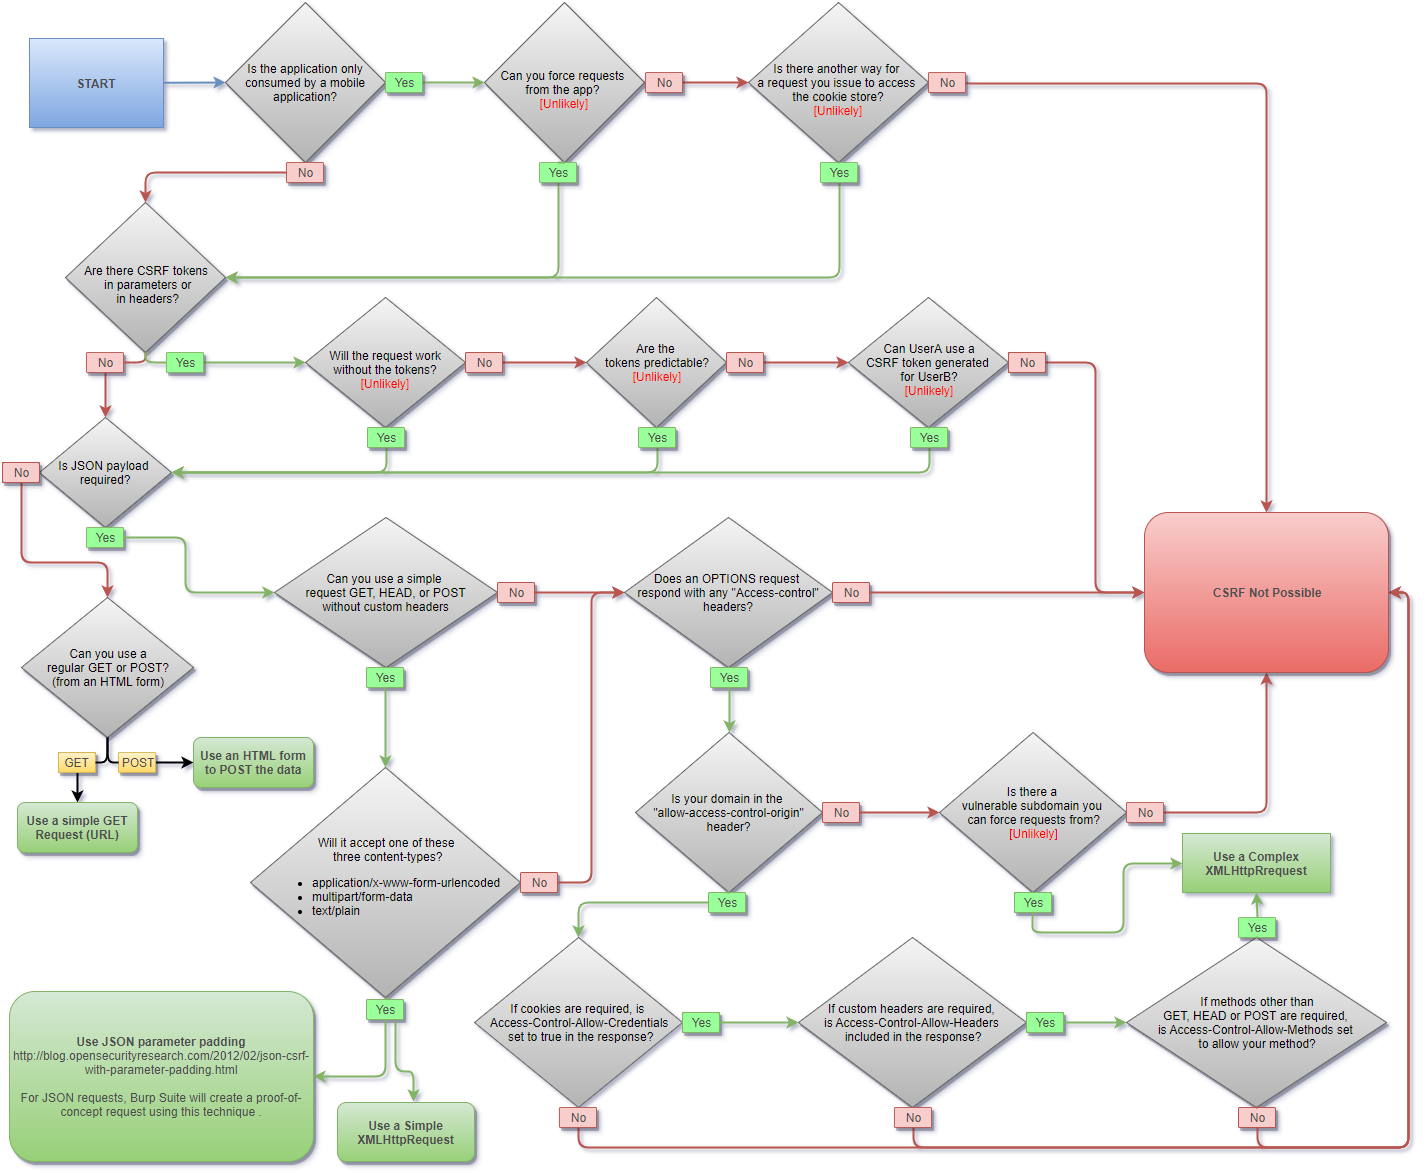 START
Is the application only
consumed by a mobile
application?
Yes
Can you force requests
from the app?
[Unlikely]
No
Is there another way for
a request you issue to access
the cookie store?
[Unlikely]
No
No
Yes
Yes
Are there CSRF tokens
in parameters or
in headers?
No
Yes
Will the request work
without the tokens?
[Unlikely]
No
Are the
tokens predictable?
[Unlikely]
No
Can UserA use a
CSRF token generated
for UserB?
[Unlikely]
No
Yes
Yes
Yes
No
Is JSON payload
required?
Yes
Can you use a simple
request GET, HEAD, or POST
without custom headers
No
Does an OPTIONS request
respond with any "Access-control"
headers?
No
CSRF Not Possible
Can you use a
regular GET or POST?
(from an HTML form)
Yes
Yes
GET
POST
Use an HTML form
to POST the data
Use a simple GET
Request (URL)
Is your domain in the
"allow-access-control-origin"
header?
No
Is there a
vulnerable subdomain you
can force requests from?
[Unlikely]
No
Will it accept one of these
three content-types?
• application/x-www-form-urlencoded
• multipart/form-data
• text/plain
No
Use a Complex
XMLHttpRrequest
Yes
Yes
Yes
If cookies are required, is
Access-Control-Allow-Credentials
set to true in the response?
Yes
If custom headers are required,
is Access-Control-Allow-Headers
included in the response?
Yes
If methods other than
GET, HEAD or POST are required,
is Access-Control-Allow-Methods set
to allow your method?
Yes
Use JSON parameter padding
http://blog.opensecurityresearch.com/2012/02/json-csrf-
with-parameter-padding.html
For JSON requests, Burp Suite will create a proof-of-
concept request using this technique .
Use a Simple
XMLHttpRequest
No
No
No